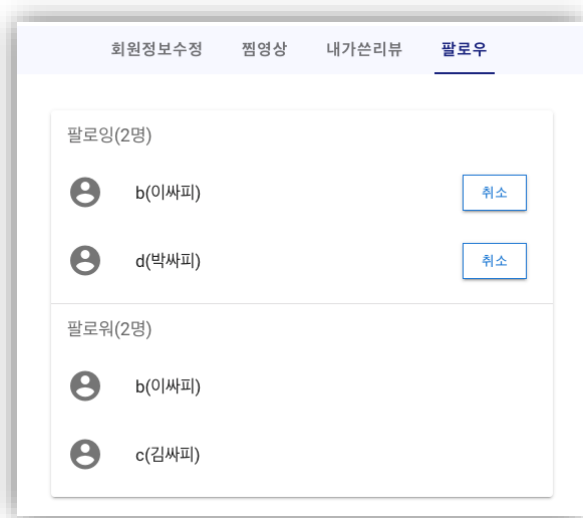 회원정보수정 찜영상 내가쓴리뷰 팔로우
팔로잉(2명)
b(이싸피) 취소
d(박싸피) 취소
팔로워(2명)
b(이싸피)
c(김싸피)